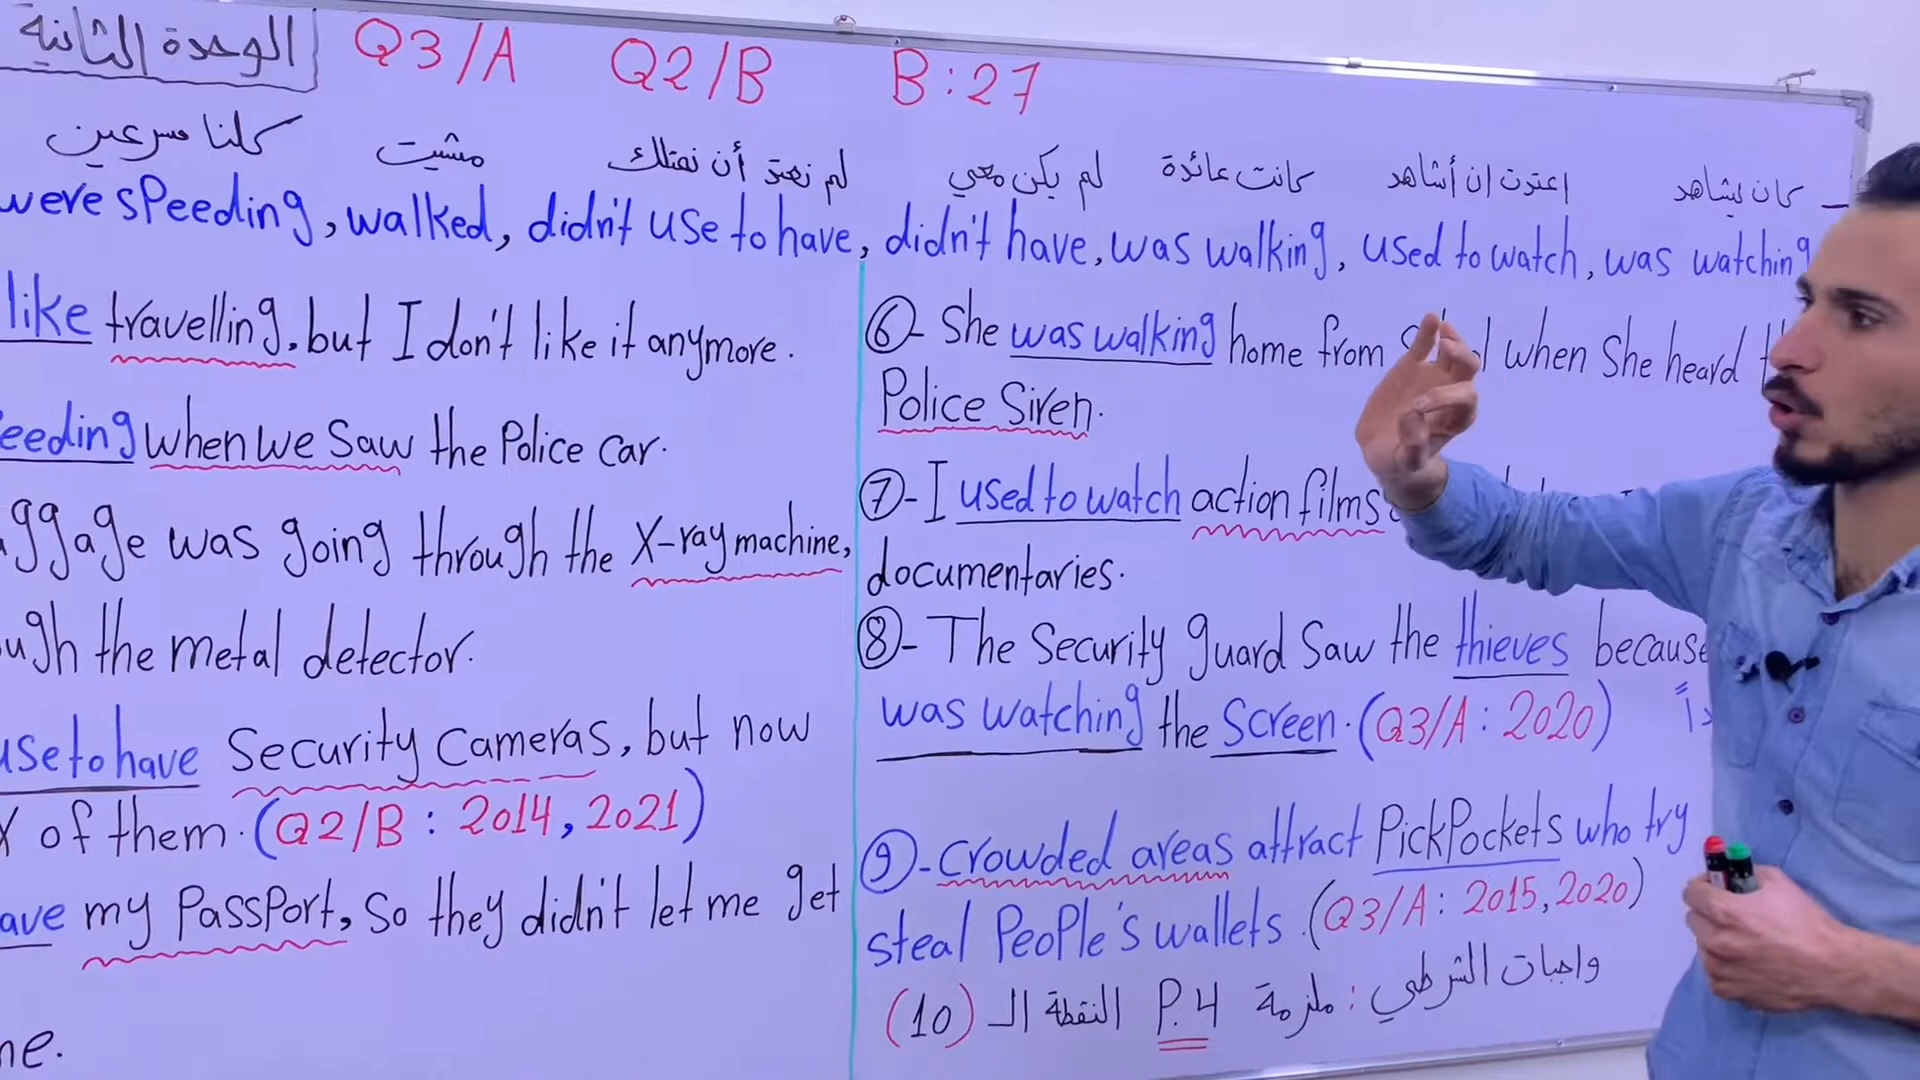 الوحدة الثانية Q3/A Q2/B B:27
كلنا مسرعين مشيت لم نعتد أن نمتلك لم يكن معي كانت عائدة اعتدت ان أشاهد كان يشاهد
were speeding, walked, didn't use to have, didn't have, was walking, used to watch, was watching
like travelling, but I don't like it anymore.
when we saw the Police car.
was going through the X-ray machine,
the metal detector.
use to have security cameras, but now
of them. (Q2/B : 2014, 2021)
my Passport, so they didn't let me get
⑥- She was walking home from when she heard
Police Siren.
⑦- I used to watch action films
documentaries.
⑧- The security guard saw the thieves because
was watching the screen. (Q3/A : 2020)
⑨- Crowded areas attract PickPockets who try
steal PeoPle's wallets. (Q3/A : 2015, 2020)
واجبات الشرطي : ملزمة P.4 النقطة الـ (10)